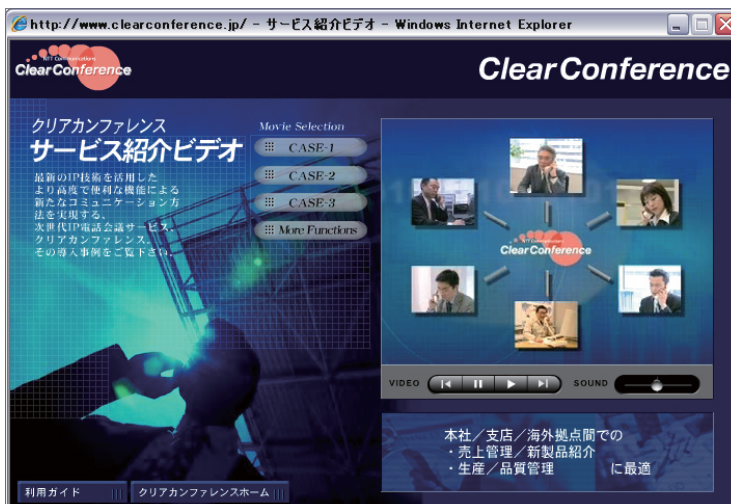 http://www.clearconference.jp/ - サービス紹介ビデオ - Windows Internet Explorer
NTT Communications
ClearConference
ClearConference
クリアカンファレンス
サービス紹介ビデオ
最新のIP技術を活用した
より高度で便利な機能による
新たなコミュニケーション方
法を実現する、
次世代IP電話会議サービス、
クリアカンファレンス、
その導入事例をご覧下さい。
Movie Selection
CASE-1
CASE-2
CASE-3
More Functions
NTT Communications
ClearConference
VIDEO
SOUND
本社／支店／海外拠点間での
・売上管理／新製品紹介
・生産／品質管理 に最適
利用ガイド
クリアカンファレンスホーム